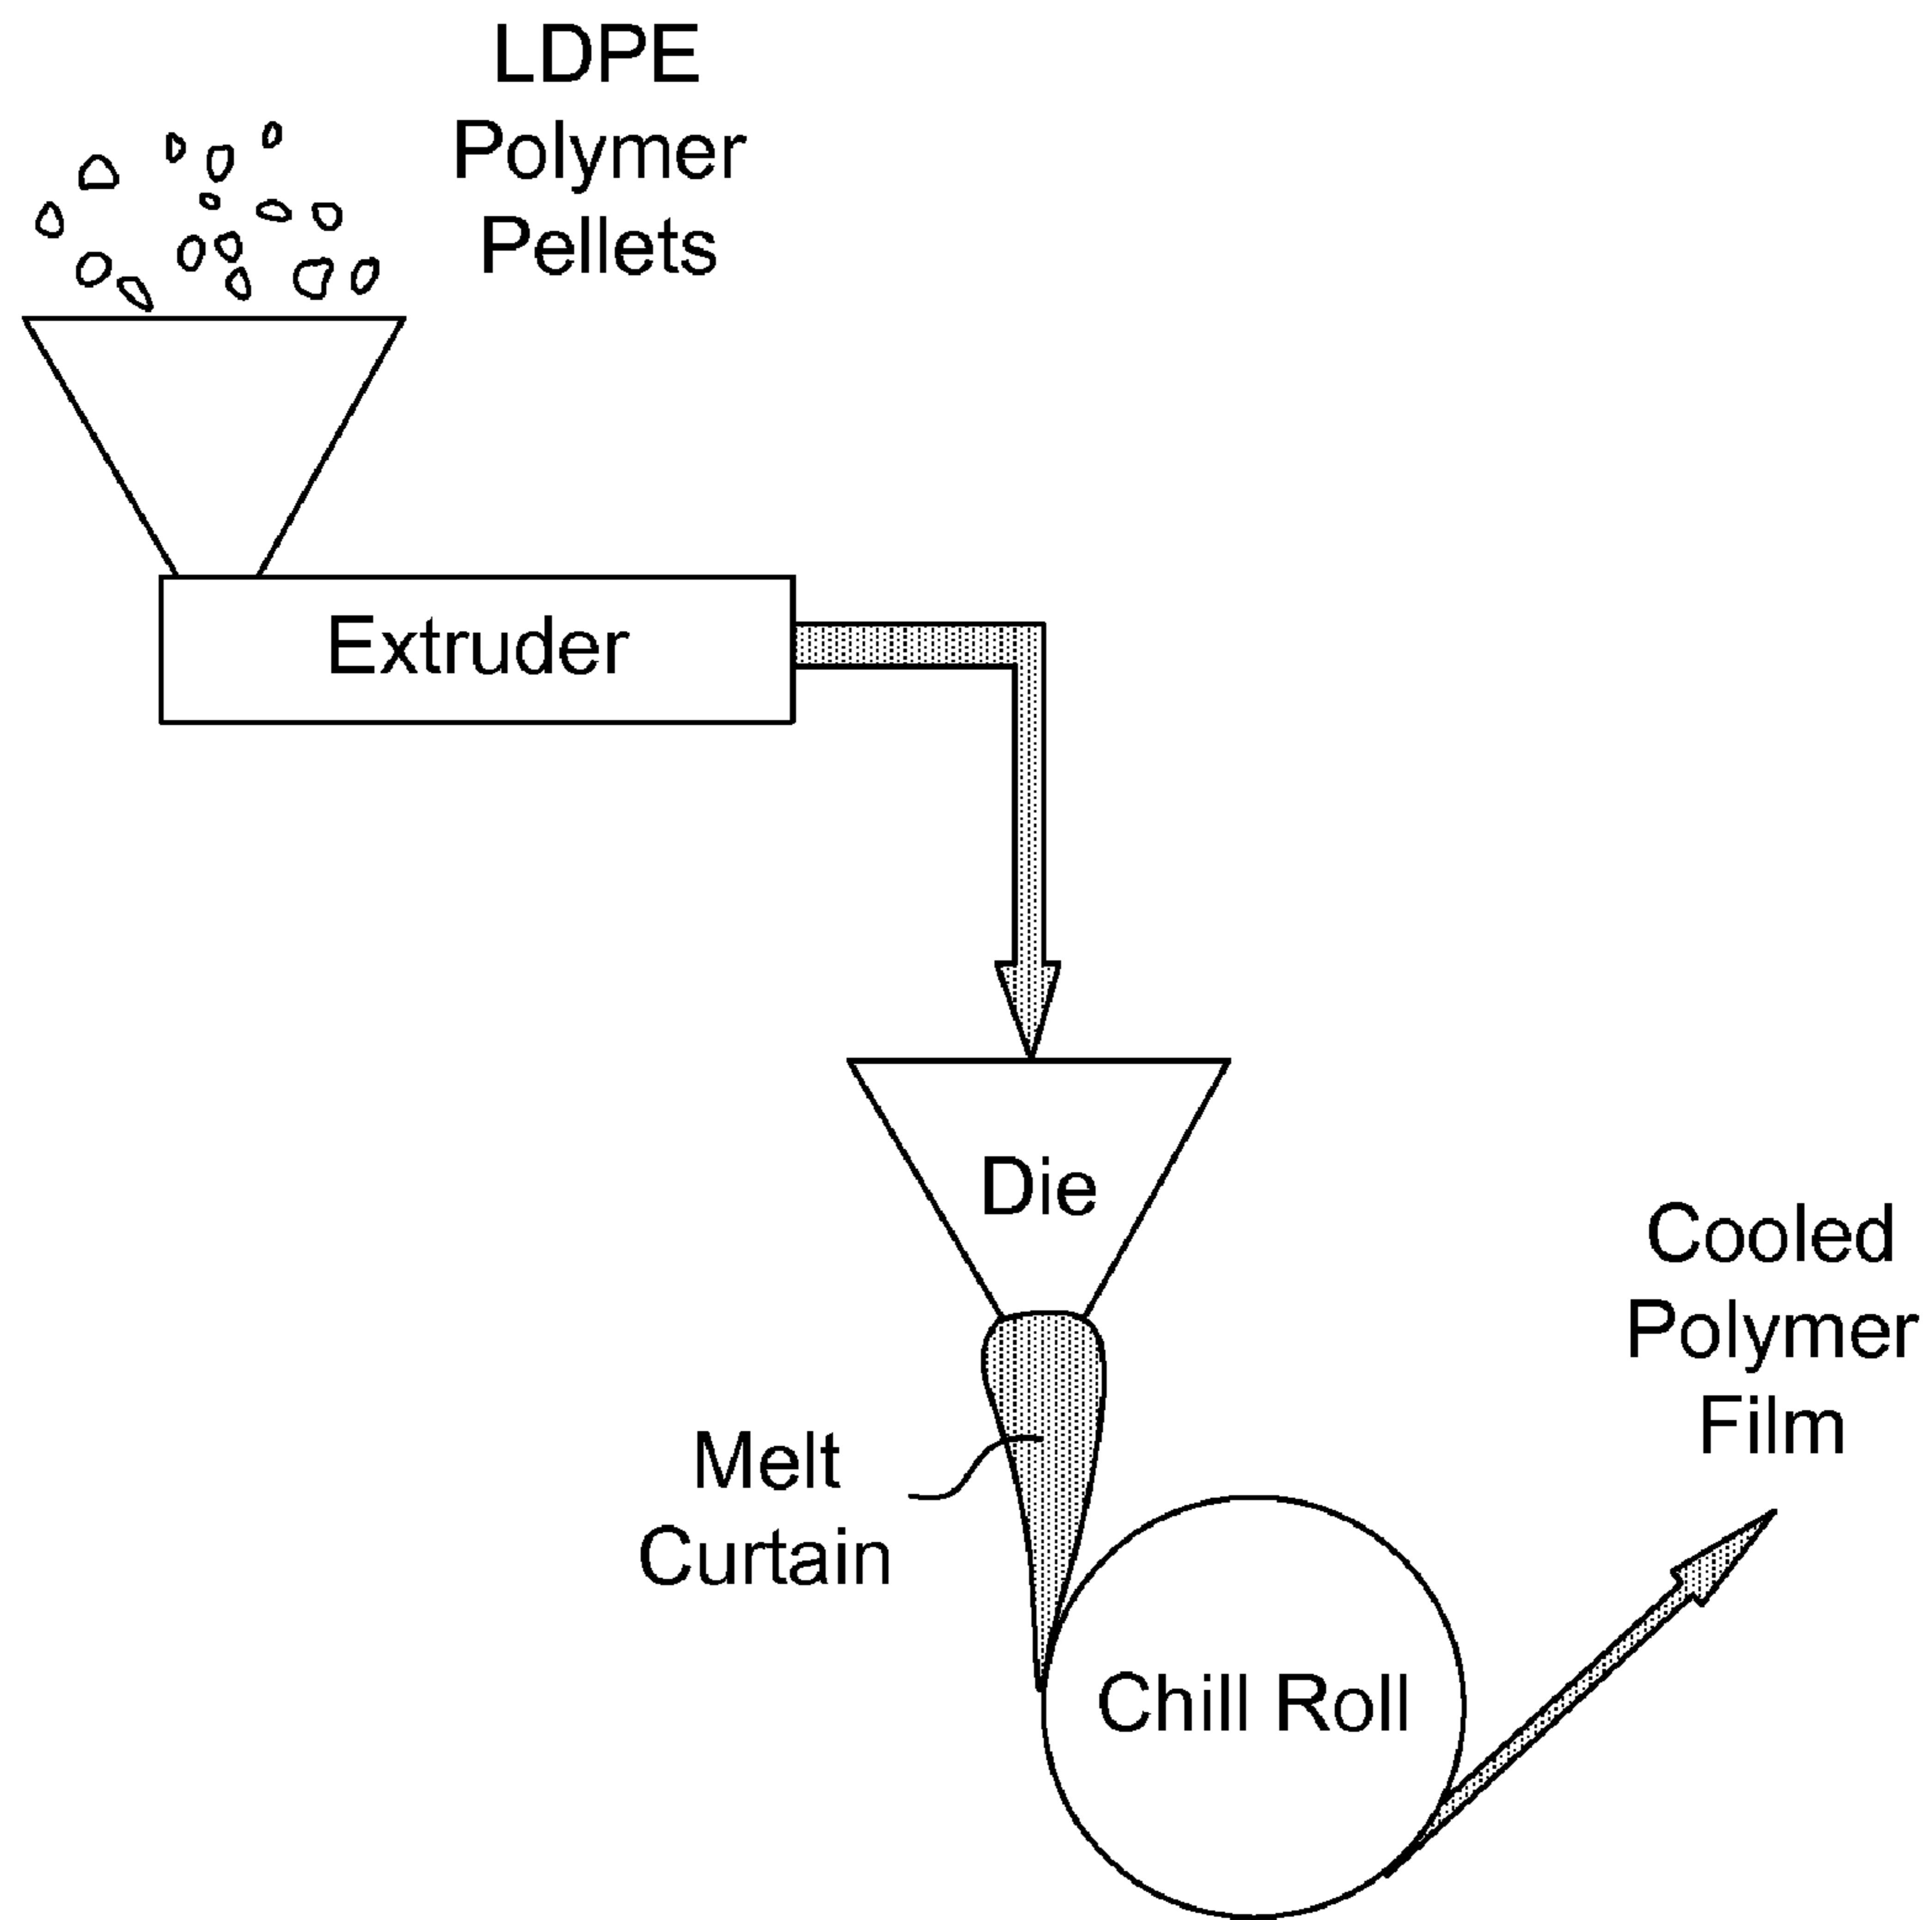 LDPE
Polymer
Pellets
Extruder
Die
Cooled
Polymer
Film
Melt
Curtain
Chill Roll